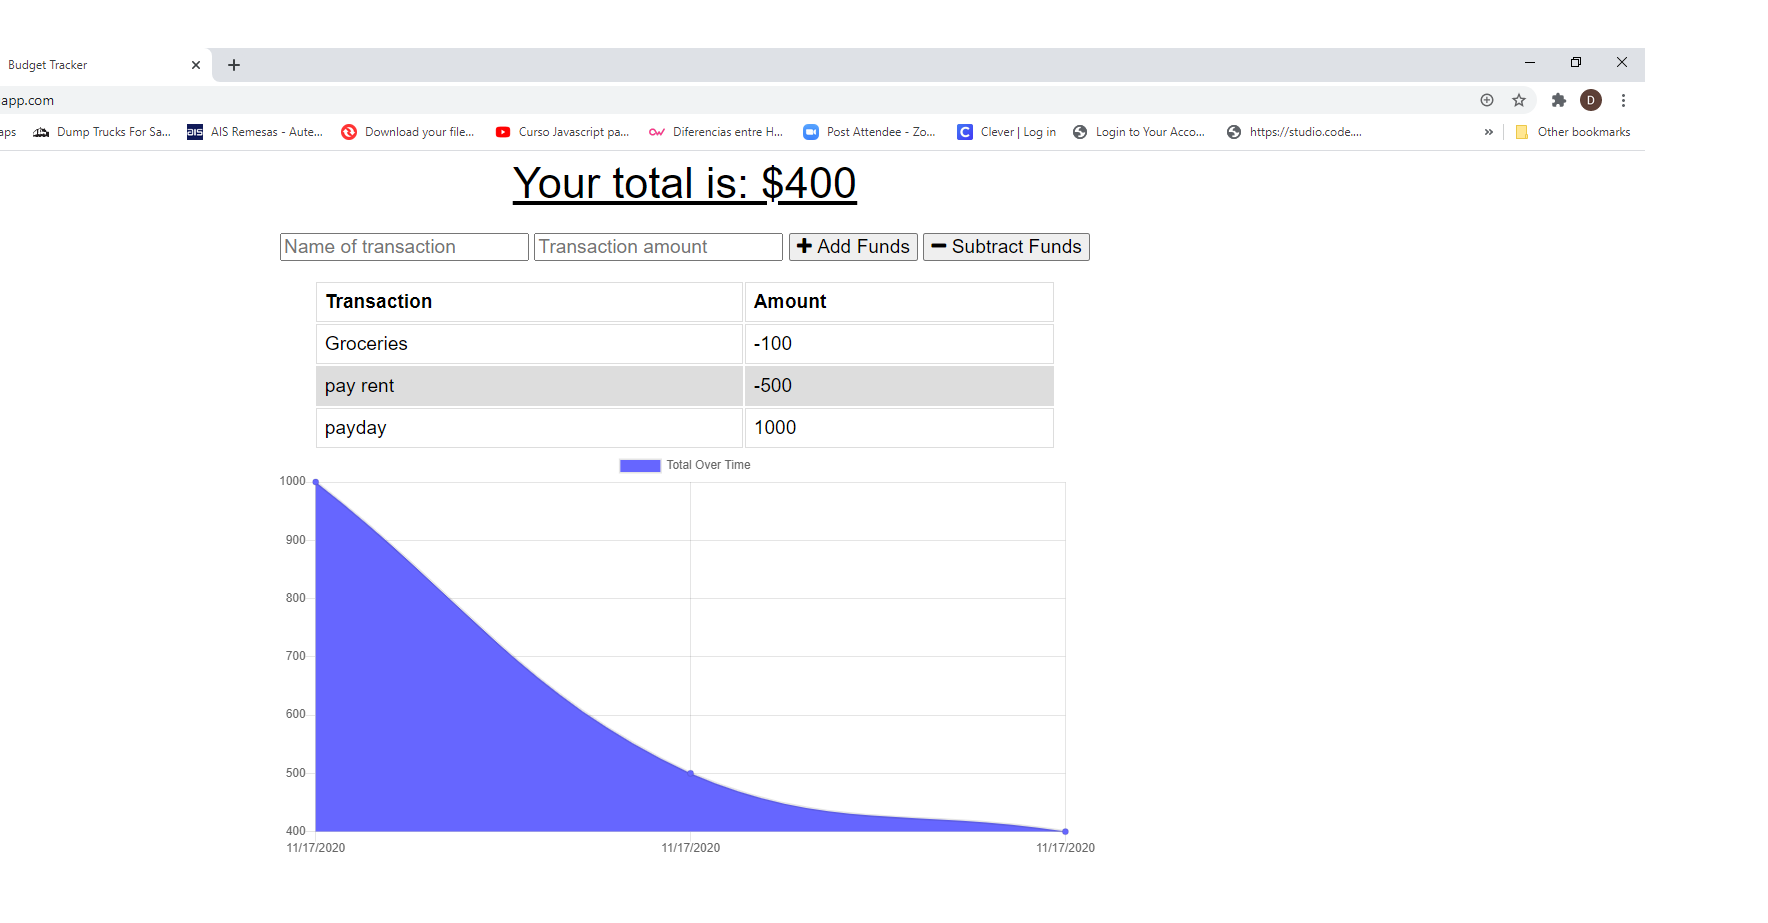 Budget Tracker
app.com
aps Dump Trucks For Sa... AIS Remesas - Aute... Download your file... Curso Javascript pa... Diferencias entre H... Post Attendee - Zo... Clever | Log in Login to Your Acco... https://studio.code.... » Other bookmarks
Your total is: $400
Name of transaction Transaction amount Add Funds Subtract Funds
Transaction Amount
Groceries -100
pay rent -500
payday 1000
Total Over Time
1000
900
800
700
600
500
400
11/17/2020 11/17/2020 11/17/2020